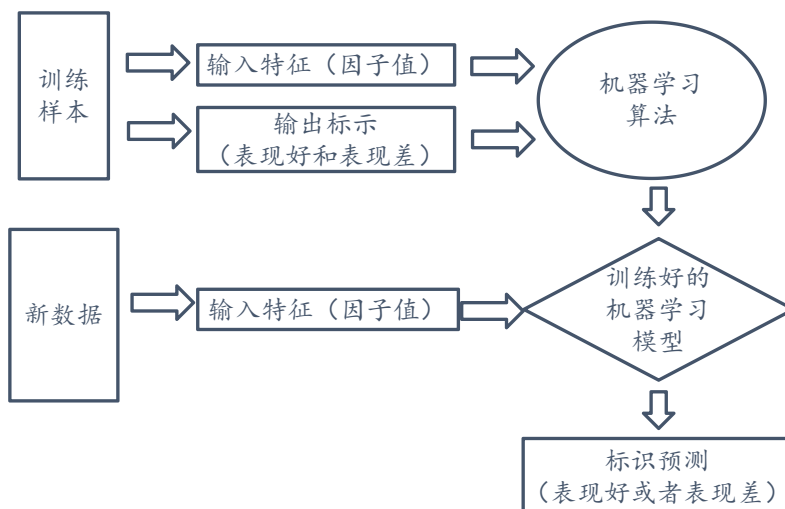 训练
样本
输入特征（因子值）
输出标示
（表现好和表现差）
机器学习
算法
新数据
输入特征（因子值）
训练好的
机器学习
模型
标识预测
（表现好或者表现差）